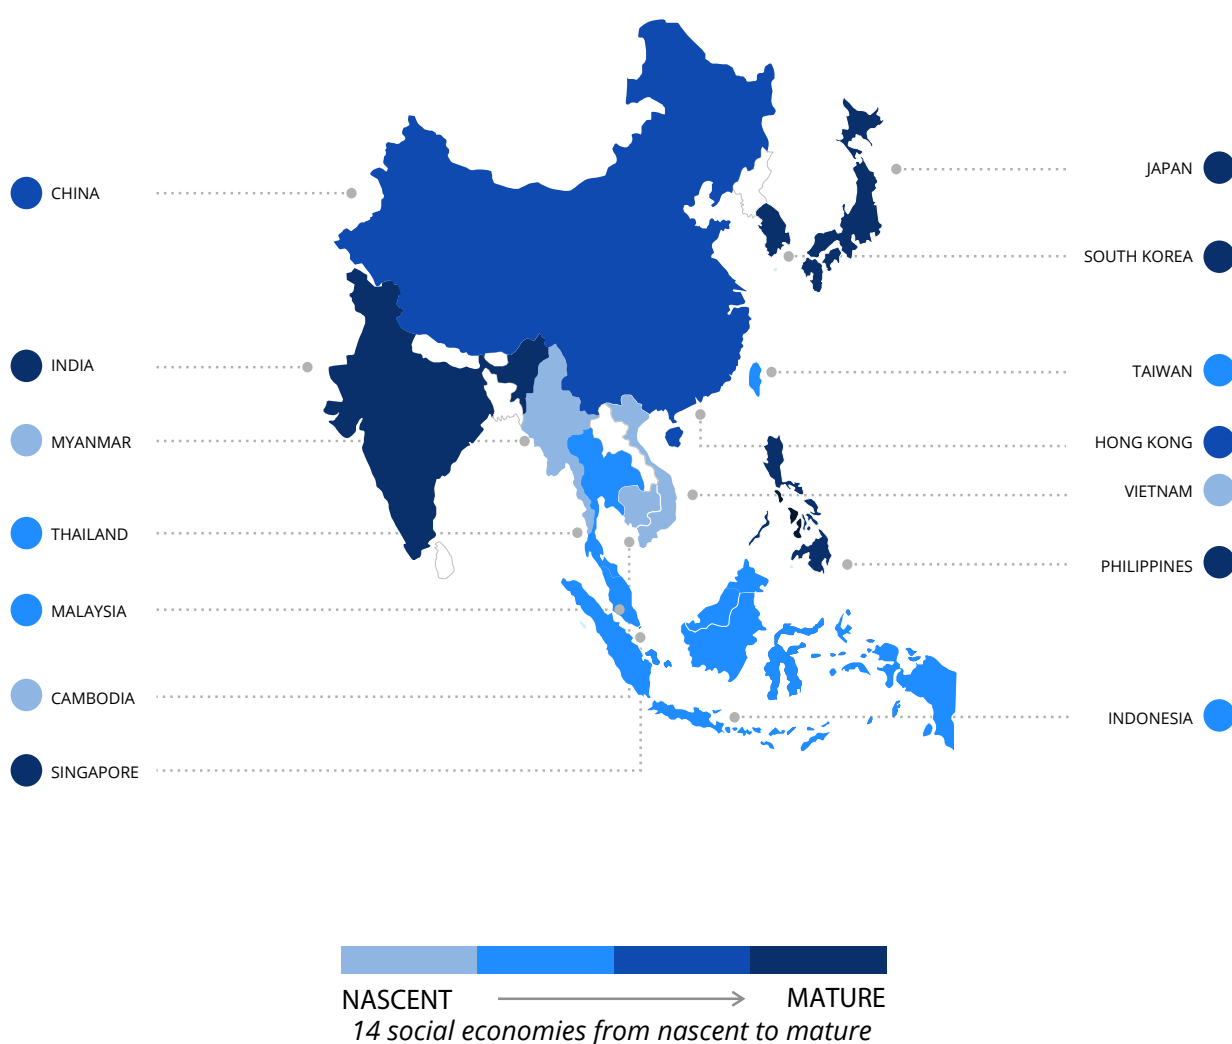 CHINA
INDIA
MYANMAR
THAILAND
MALAYSIA
CAMBODIA
SINGAPORE
JAPAN
SOUTH KOREA
TAIWAN
HONG KONG
VIETNAM
PHILIPPINES
INDONESIA
NASCENT MATURE
14 social economies from nascent to mature